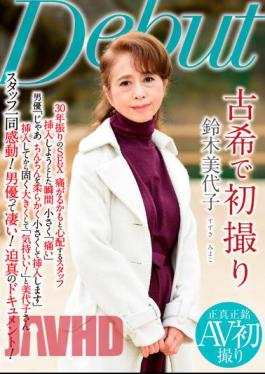 Debut
古希で初撮り
鈴木美代子
すずき みよこ
30年振りのSEX 痛がるかもと心配するスタッフ
挿入しようとした瞬間 小さく「痛い」
男優「じゃあ、ちんちんを柔らかく小さくして挿入します」
挿入してから固く大きくして「気持いい!」と美代子さん
スタッフ一同感動!男優って凄い!迫真のドキュメント!
正真正銘
AV初
撮り
JAVHD